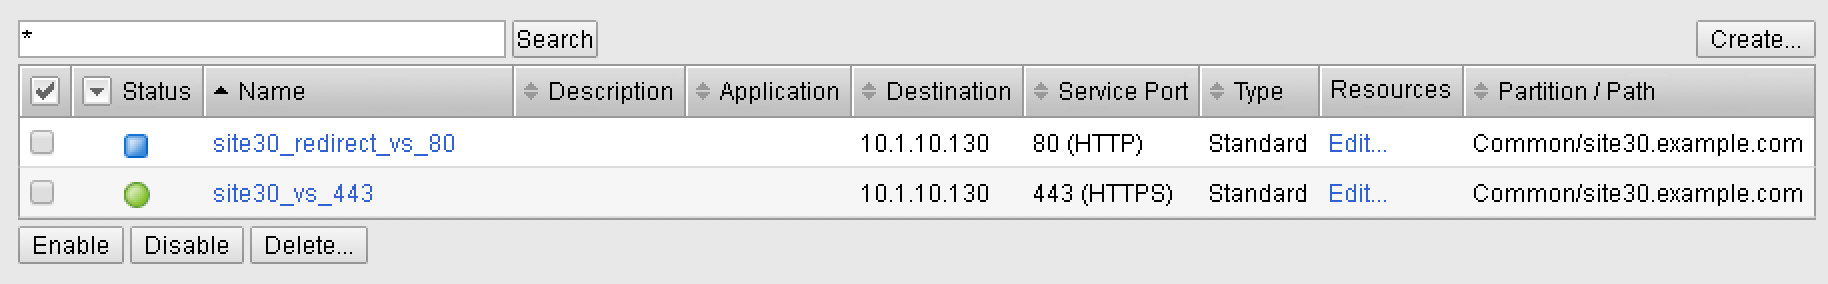 * Search Create...
Status Name Description Application Destination Service Port Type Resources Partition / Path
site30_redirect_vs_80 10.1.10.130 80 (HTTP) Standard Edit... Common/site30.example.com
site30_vs_443 10.1.10.130 443 (HTTPS) Standard Edit... Common/site30.example.com
Enable Disable Delete...